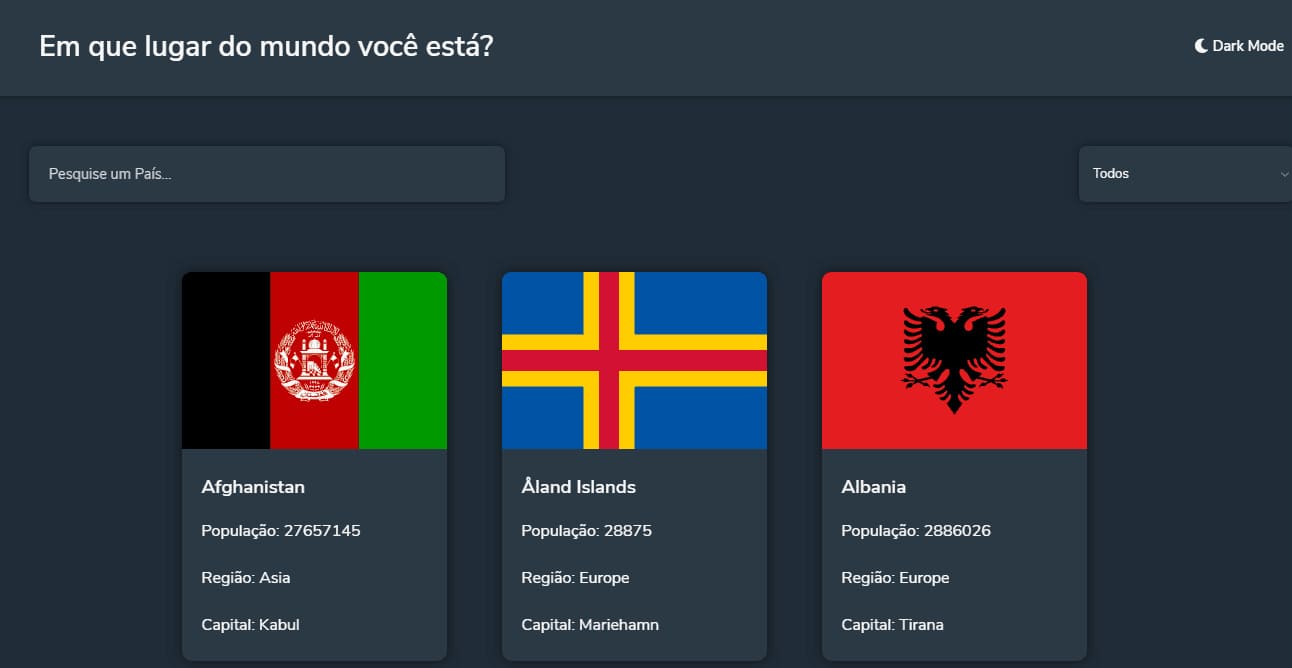 Em que lugar do mundo você está?
Dark Mode
Pesquise um País...
Todos
Afghanistan
População: 27657145
Região: Asia
Capital: Kabul
Åland Islands
População: 28875
Região: Europe
Capital: Mariehamn
Albania
População: 2886026
Região: Europe
Capital: Tirana